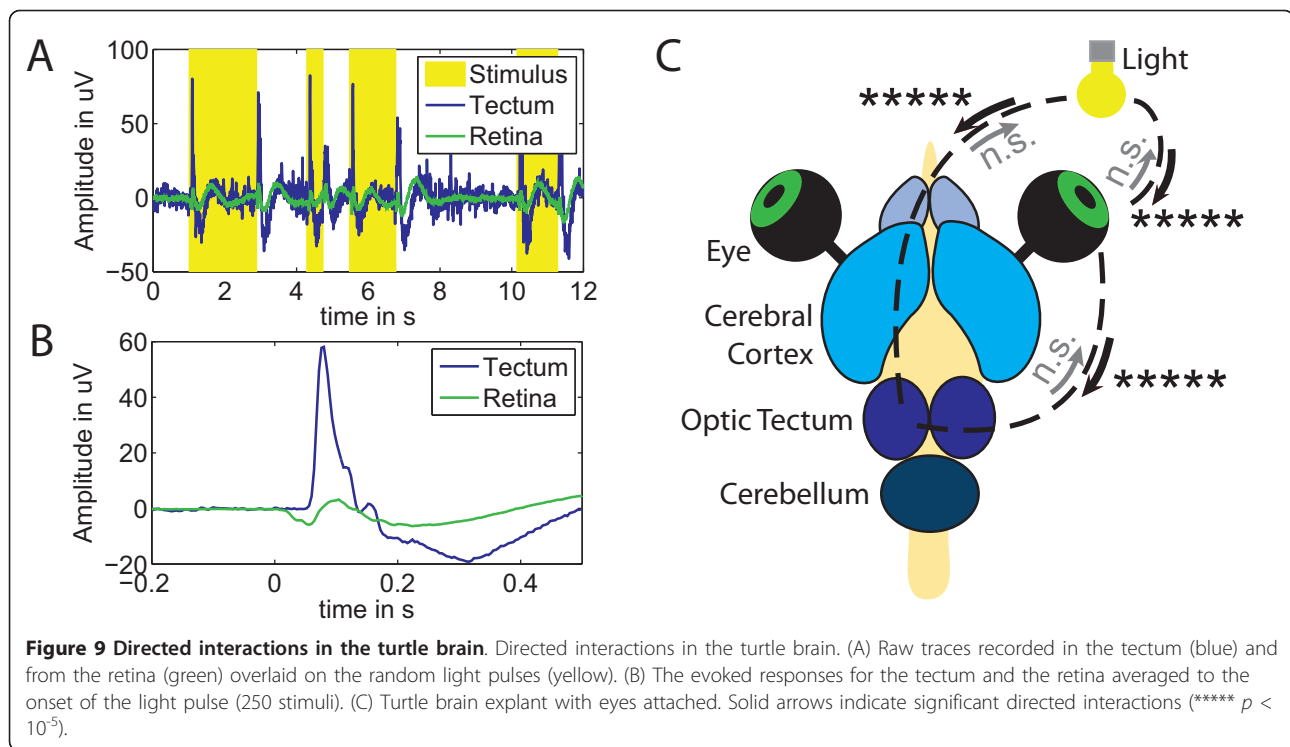 A
Amplitude in uV
100
50
0
−50
Stimulus
Tectum
Retina
0 2 4 6 8 10 12
time in s
B
Amplitude in uV
60
40
20
0
−20
Tectum
Retina
−0.2 0 0.2 0.4
time in s
C
Light
*****
n.s.
n.s.
*****
Eye
Cerebral
Cortex
n.s.
*****
Optic Tectum
Cerebellum
Figure 9 Directed interactions in the turtle brain. Directed interactions in the turtle brain. (A) Raw traces recorded in the tectum (blue) and
from the retina (green) overlaid on the random light pulses (yellow). (B) The evoked responses for the tectum and the retina averaged to the
onset of the light pulse (250 stimuli). (C) Turtle brain explant with eyes attached. Solid arrows indicate significant directed interactions (***** p <
10⁻⁵).